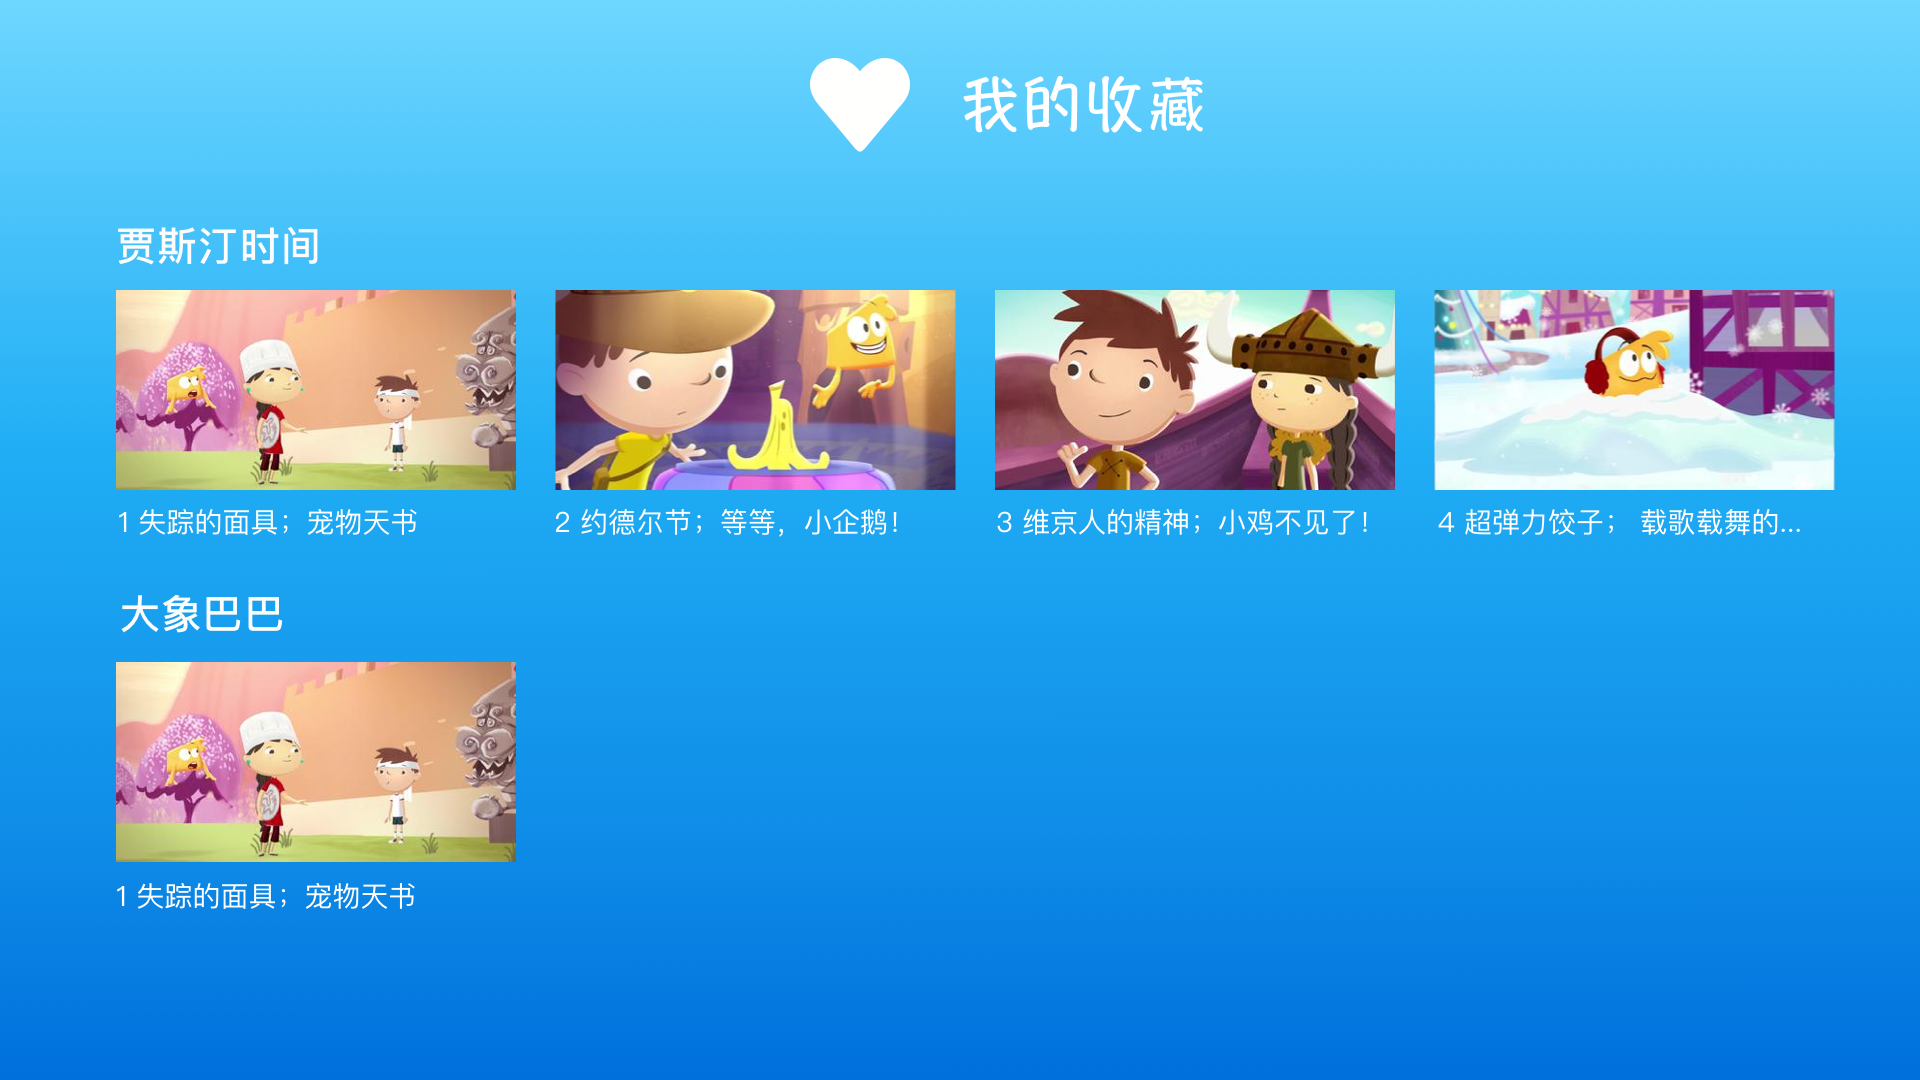 我的收藏
贾斯汀时间
1 失踪的面具；宠物天书
2 约德尔节；等等，小企鹅！
3 维京人的精神；小鸡不见了！
4 超弹力饺子； 载歌载舞的...
大象巴巴
1 失踪的面具；宠物天书